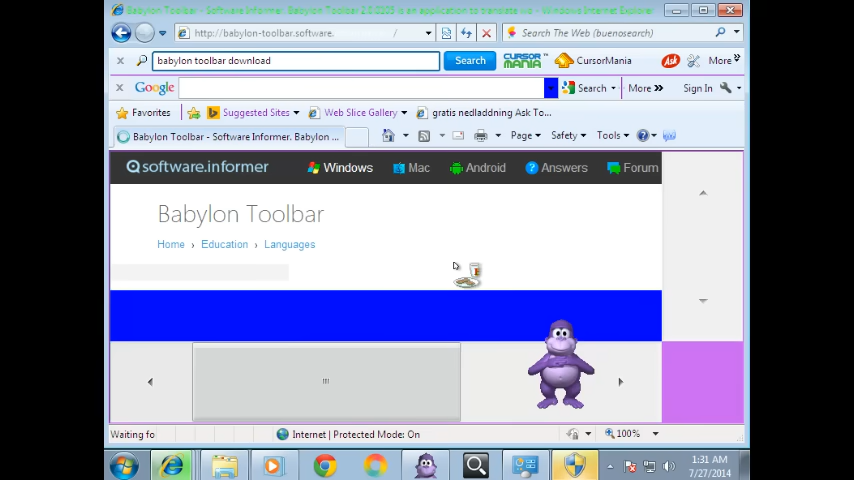 Babylon Toolbar - Software Informer. Babylon Toolbar 2.0.0105 is an application to translate wo - Windows Internet Explorer
http://babylon-toolbar.software. /
Search The Web (buenosearch)
babylon toolbar download Search CURSOR MANIA CursorMania Ask More »
Google Search More » Sign In
Favorites Suggested Sites Web Slice Gallery gratis nedladdning Ask To...
Babylon Toolbar - Software Informer. Babylon ... Page Safety Tools
software.informer Windows Mac Android Answers Forum
Babylon Toolbar
Home › Education › Languages
Waiting fo Internet | Protected Mode: On 100%
1:31 AM
7/27/2014